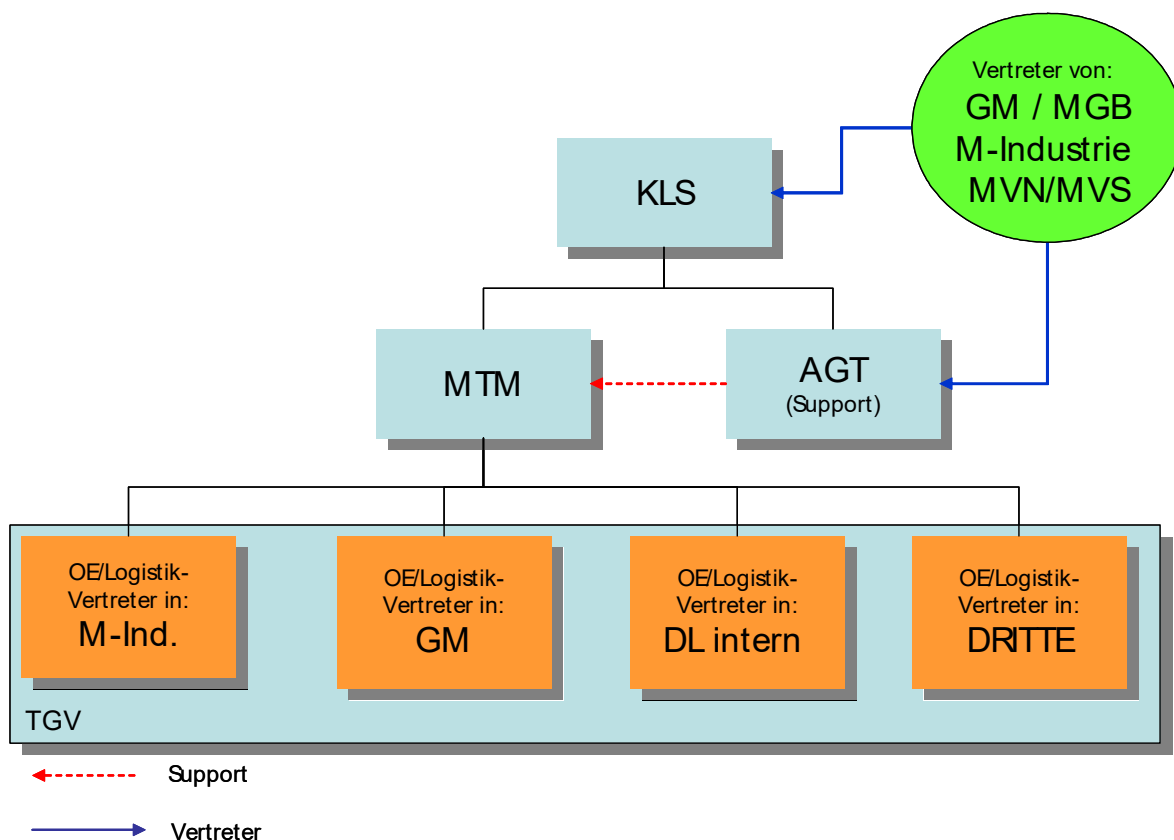 Vertreter von:
GM / MGB
M-Industrie
MVN/MVS
KLS
MTM
AGT
(Support)
OE/Logistik-
Vertreter in:
M-Ind.
OE/Logistik-
Vertreter in:
GM
OE/Logistik-
Vertreter in:
DL intern
OE/Logistik-
Vertreter in:
DRITTE
TGV
Support
Vertreter